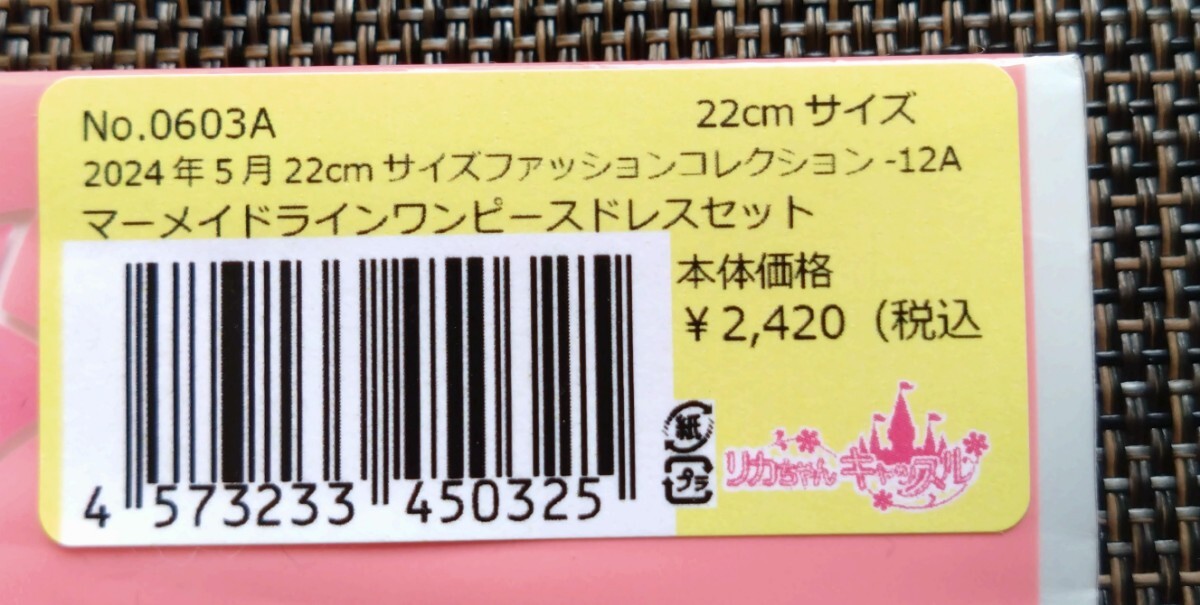 No.0603A
22cm サイズ
2024 年 5 月 22cm サイズファッションコレクション -12A
マーメイドラインワンピースドレスセット
本体価格
¥ 2,420（税込
紙
プラ
リカちゃん キャッスル
4 573233 450325